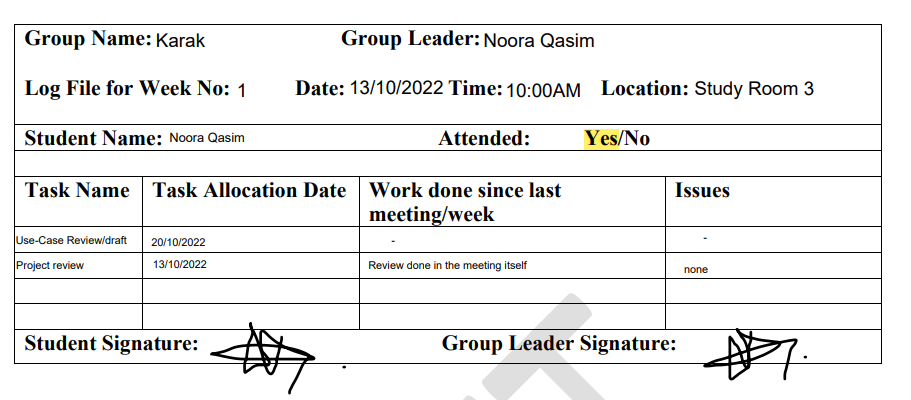 Group Name: Karak Group Leader: Noora Qasim
Log File for Week No: 1 Date: 13/10/2022 Time: 10:00AM Location: Study Room 3
Student Name: Noora Qasim Attended: Yes/No
Task Name Task Allocation Date Work done since last meeting/week Issues
Use-Case Review/draft 20/10/2022 - -
Project review 13/10/2022 Review done in the meeting itself none
Student Signature: Group Leader Signature: